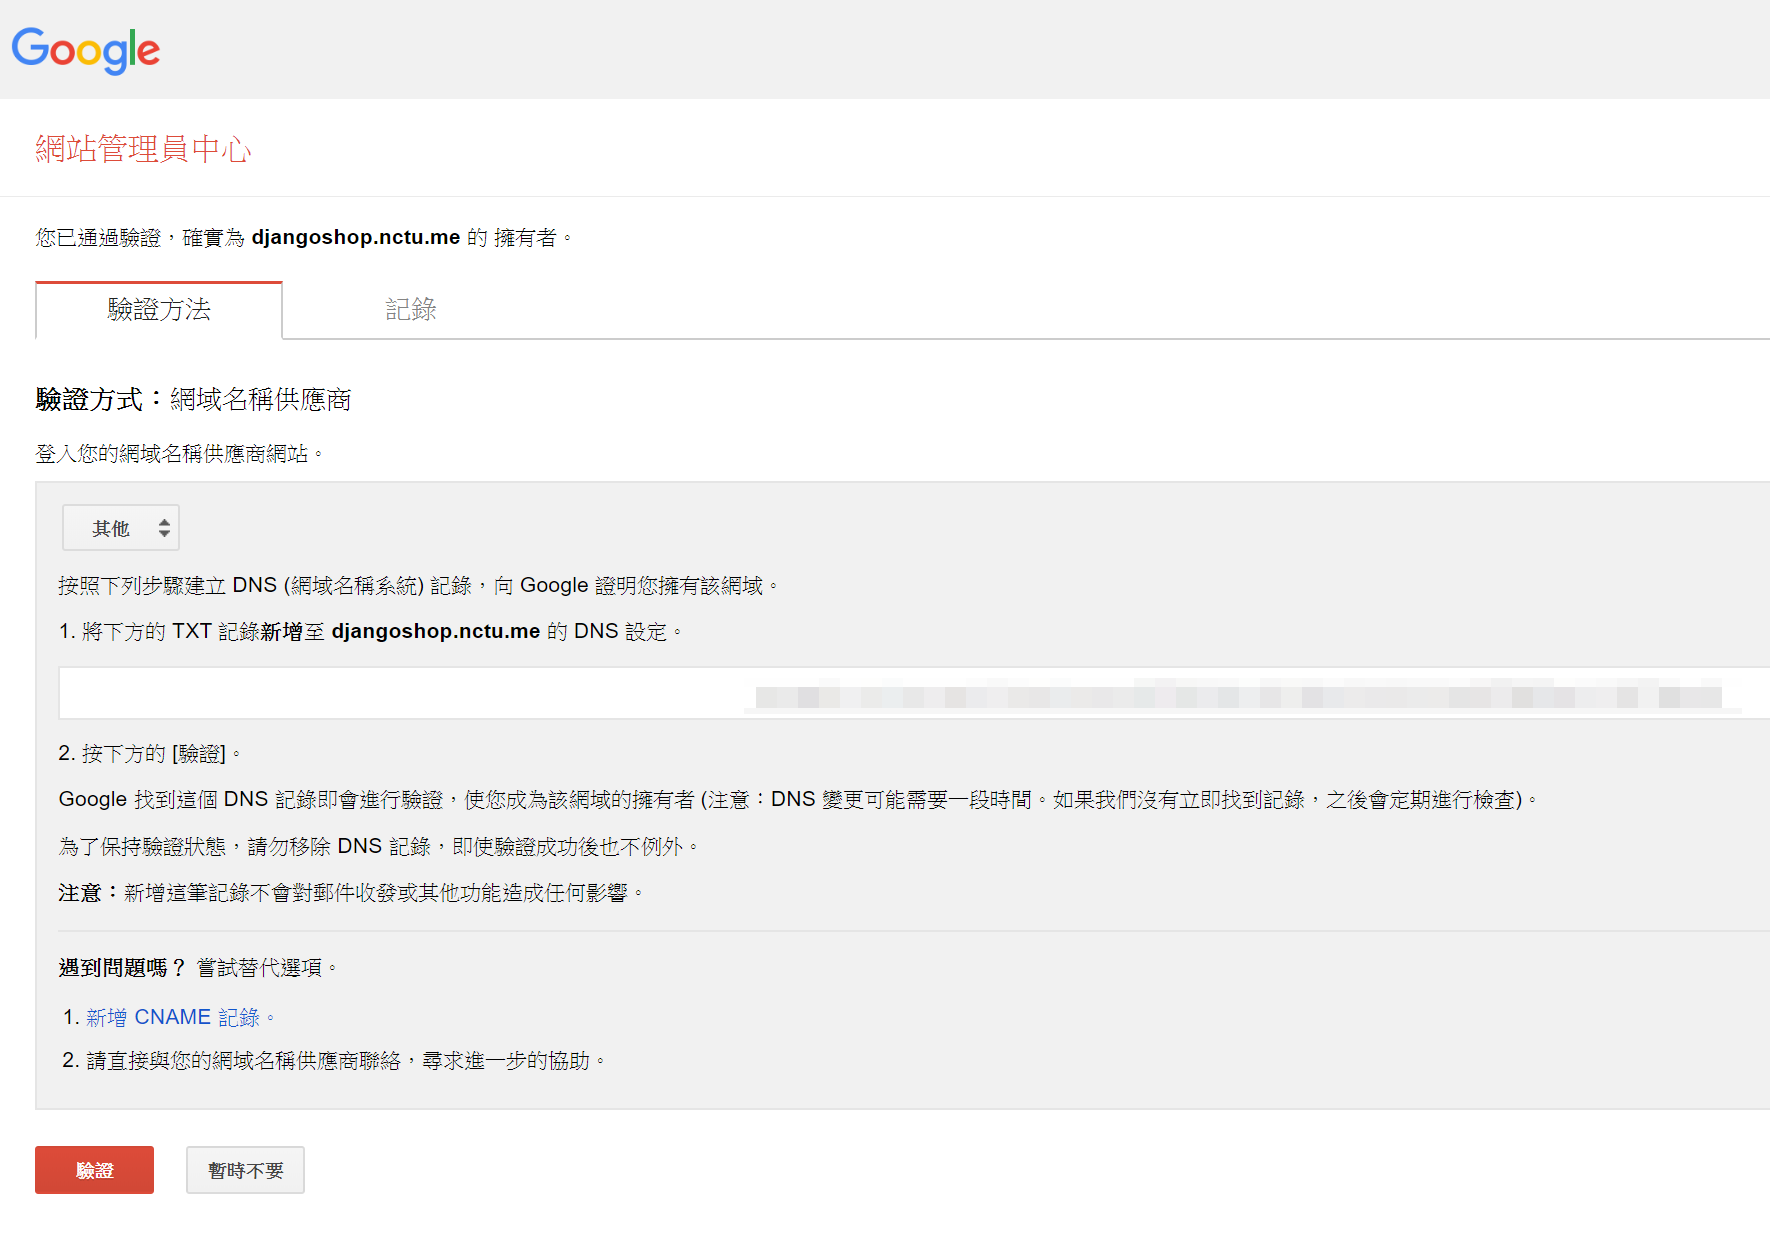 Google
網站管理員中心
您已通過驗證，確實為 djangoshop.nctu.me 的 擁有者。
驗證方法
記錄
驗證方式：網域名稱供應商
登入您的網域名稱供應商網站。
其他
按照下列步驟建立 DNS (網域名稱系統) 記錄，向 Google 證明您擁有該網域。
1. 將下方的 TXT 記錄新增至 djangoshop.nctu.me 的 DNS 設定。
2. 按下方的 [驗證]。
Google 找到這個 DNS 記錄即會進行驗證，使您成為該網域的擁有者 (注意：DNS 變更可能需要一段時間。如果我們沒有立即找到記錄，之後會定期進行檢查)。
為了保持驗證狀態，請勿移除 DNS 記錄，即使驗證成功後也不例外。
注意：新增這筆記錄不會對郵件收發或其他功能造成任何影響。
遇到問題嗎？ 嘗試替代選項。
1. 新增 CNAME 記錄。
2. 請直接與您的網域名稱供應商聯絡，尋求進一步的協助。
驗證
暫時不要